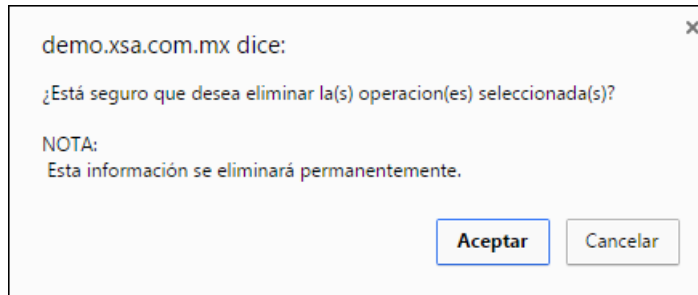 demo.xsa.com.mx dice:
¿Está seguro que desea eliminar la(s) operacion(es) seleccionada(s)?
NOTA:
Esta información se eliminará permanentemente.
Aceptar
Cancelar